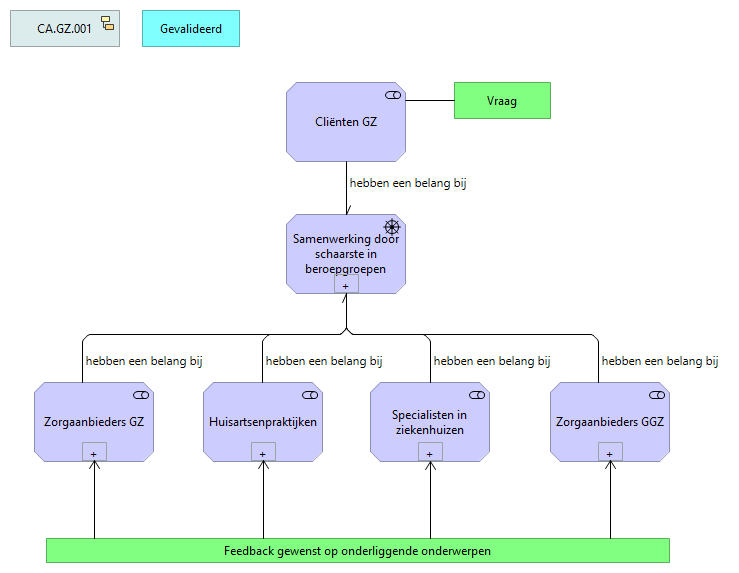 CA.GZ.001
Gevalideerd
Cliënten GZ
Vraag
hebben een belang bij
Samenwerking door
schaarste in
beroepgroepen
+
hebben een belang bij
hebben een belang bij
hebben een belang bij
hebben een belang bij
Zorgaanbieders GZ
+
Huisartsenpraktijken
+
Specialisten in
ziekenhuizen
+
Zorgaanbieders GGZ
+
Feedback gewenst op onderliggende onderwerpen